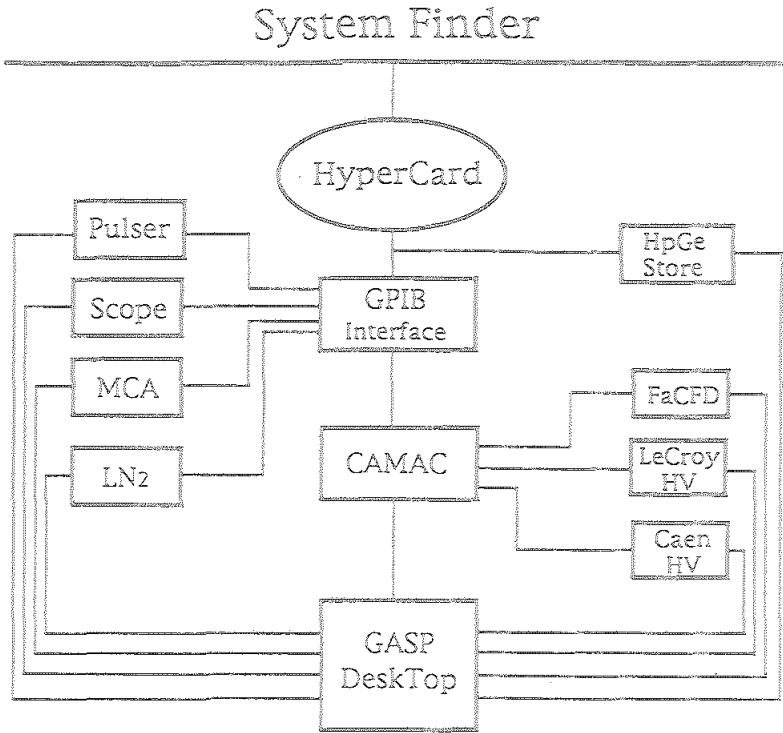 System Finder
HyperCard
Pulser
HpGe
Store
Scope
GPIB
Interface
MCA
FaCFD
CAMAC
LeCroy
HV
LN2
Caen
HV
GASP
DeskTop